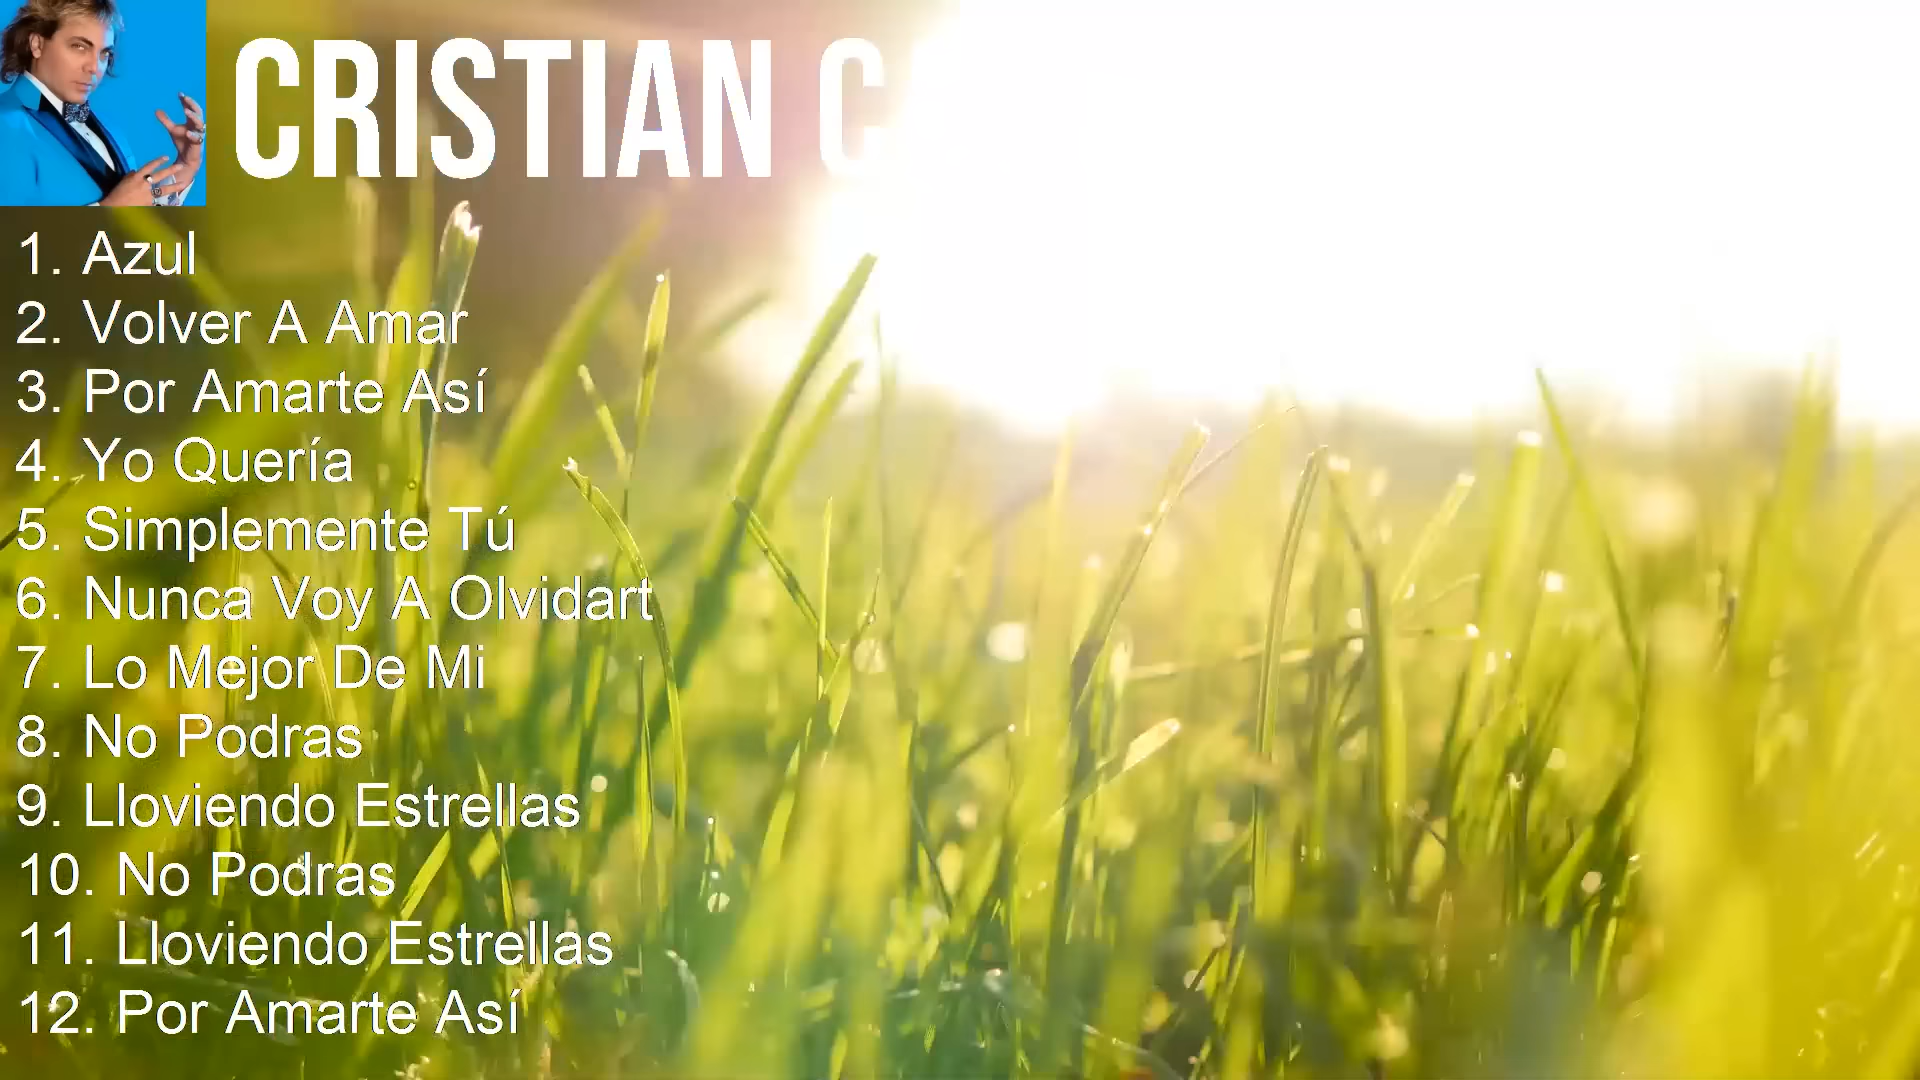 CRISTIAN C
1. Azul
2. Volver A Amar
3. Por Amarte Así
4. Yo Quería
5. Simplemente Tú
6. Nunca Voy A Olvidart
7. Lo Mejor De Mi
8. No Podras
9. Lloviendo Estrellas
10. No Podras
11. Lloviendo Estrellas
12. Por Amarte Así